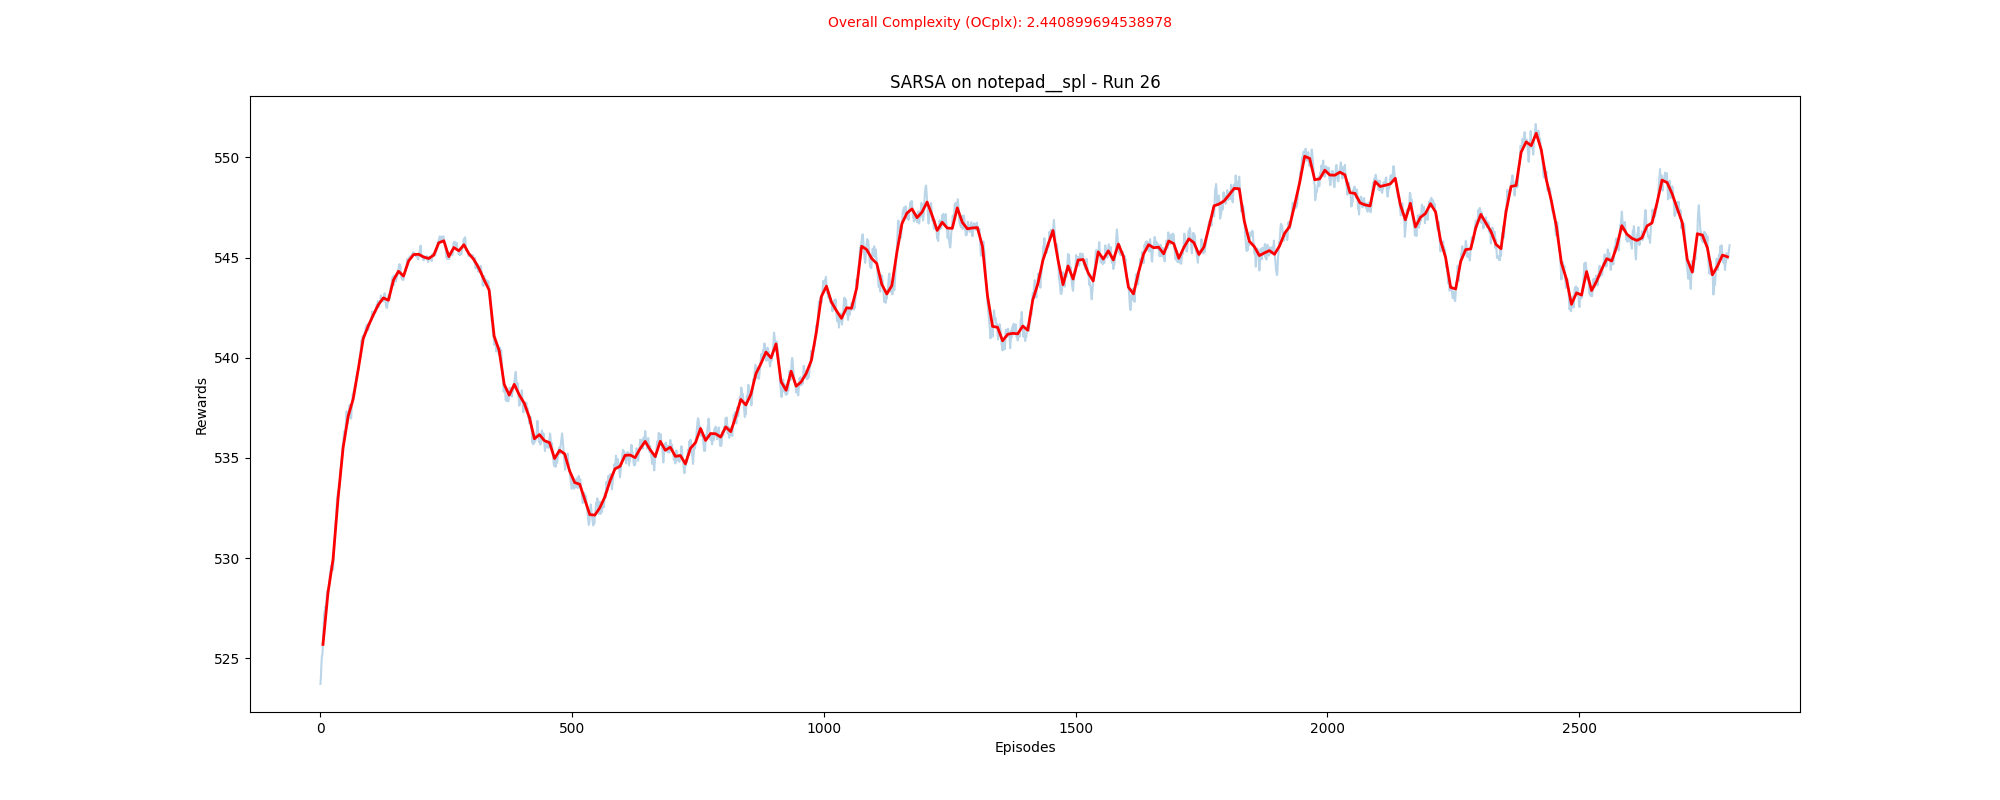 Overall Complexity (OCplx): 2.440899694538978
SARSA on notepad__spl - Run 26
550
545
540
535
530
525
Rewards
0 500 1000 1500 2000 2500
Episodes